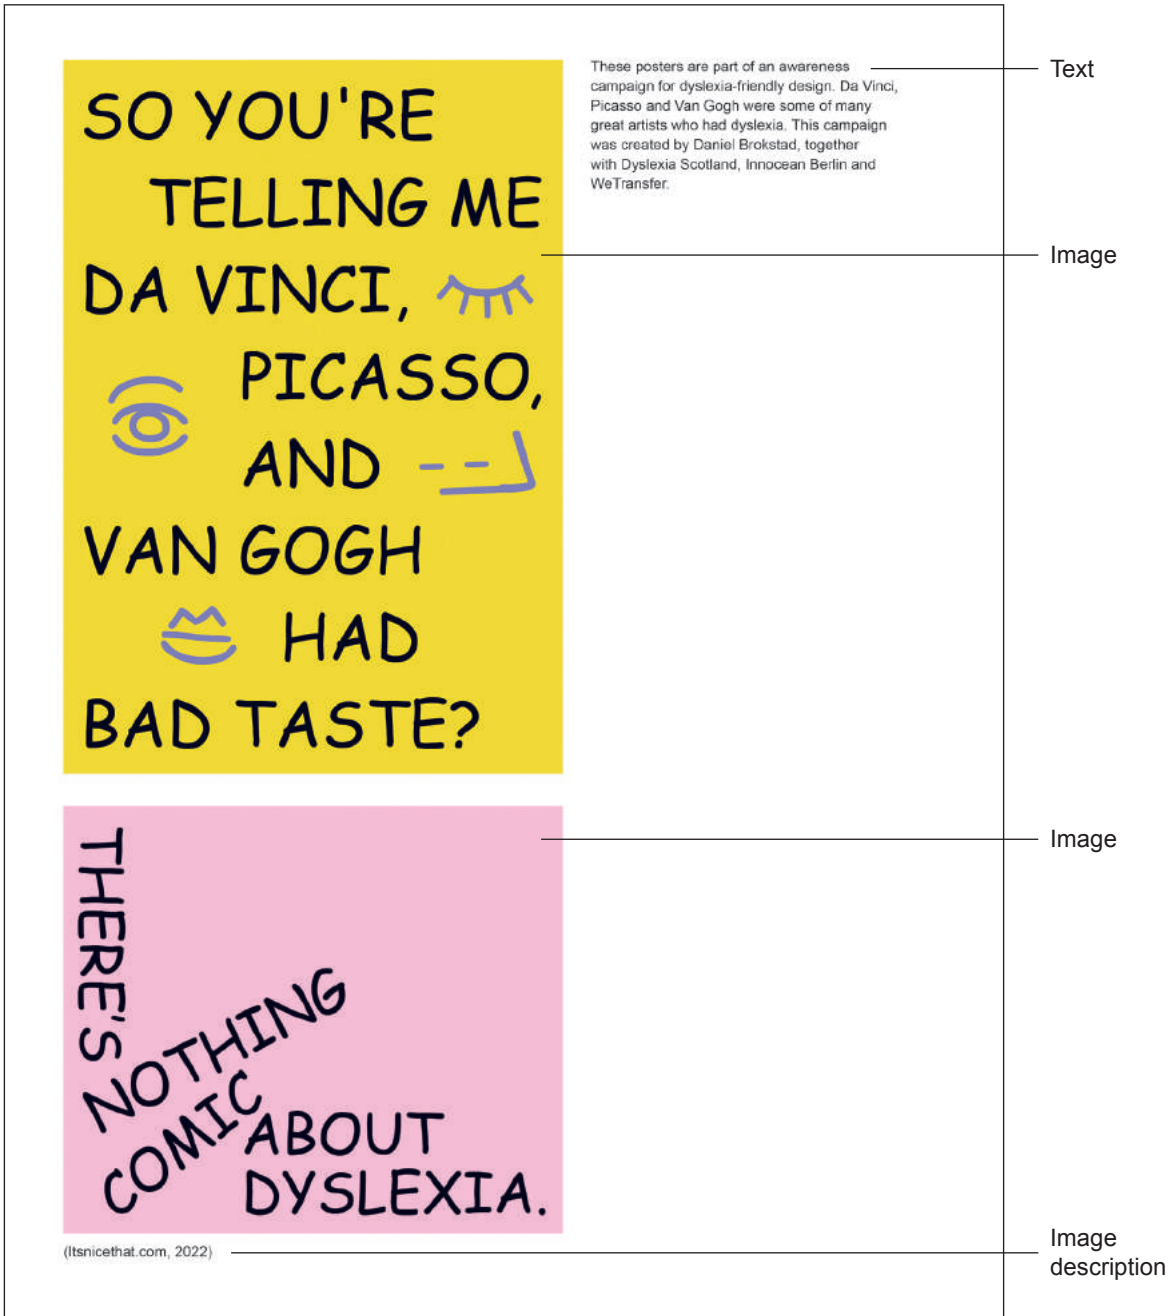 SO YOU'RE
TELLING ME
DA VINCI,
PICASSO,
AND
VAN GOGH
HAD
BAD TASTE?
These posters are part of an awareness
campaign for dyslexia-friendly design. Da Vinci,
Picasso and Van Gogh were some of many
great artists who had dyslexia. This campaign
was created by Daniel Brokstad, together
with Dyslexia Scotland, Innocean Berlin and
WeTransfer.
Text
Image
THERE'S
NOTHING
COMIC
ABOUT
DYSLEXIA.
Image
(Itsnicethat.com, 2022)
Image
description